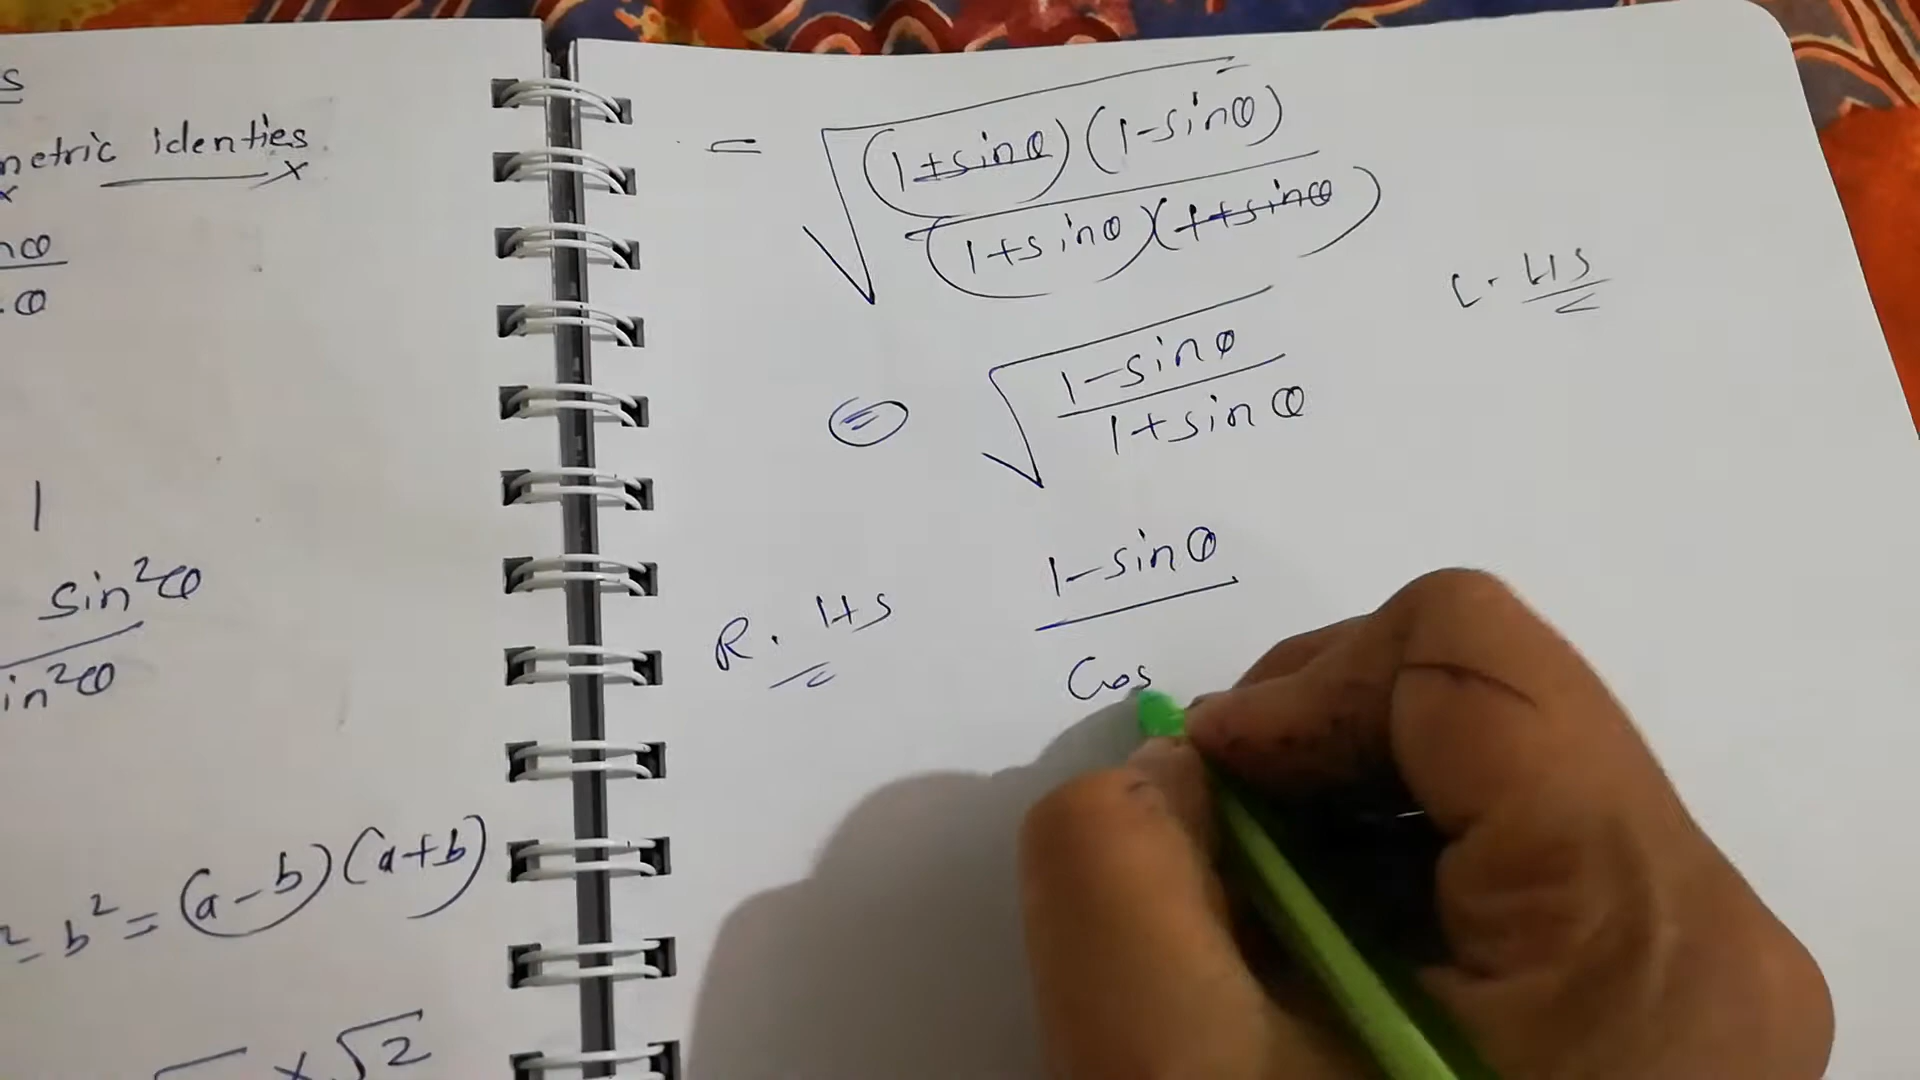 s
metric identies
nθ
.θ
1
sin²θ
in²θ
² = b² = (a-b)(a+b)
× √2
= √(1+sinθ)(1-sinθ)
(1+sinθ)(1+sinθ)
L. HS
= √1-sinθ
1+sinθ
R. HS
1-sinθ
Cos